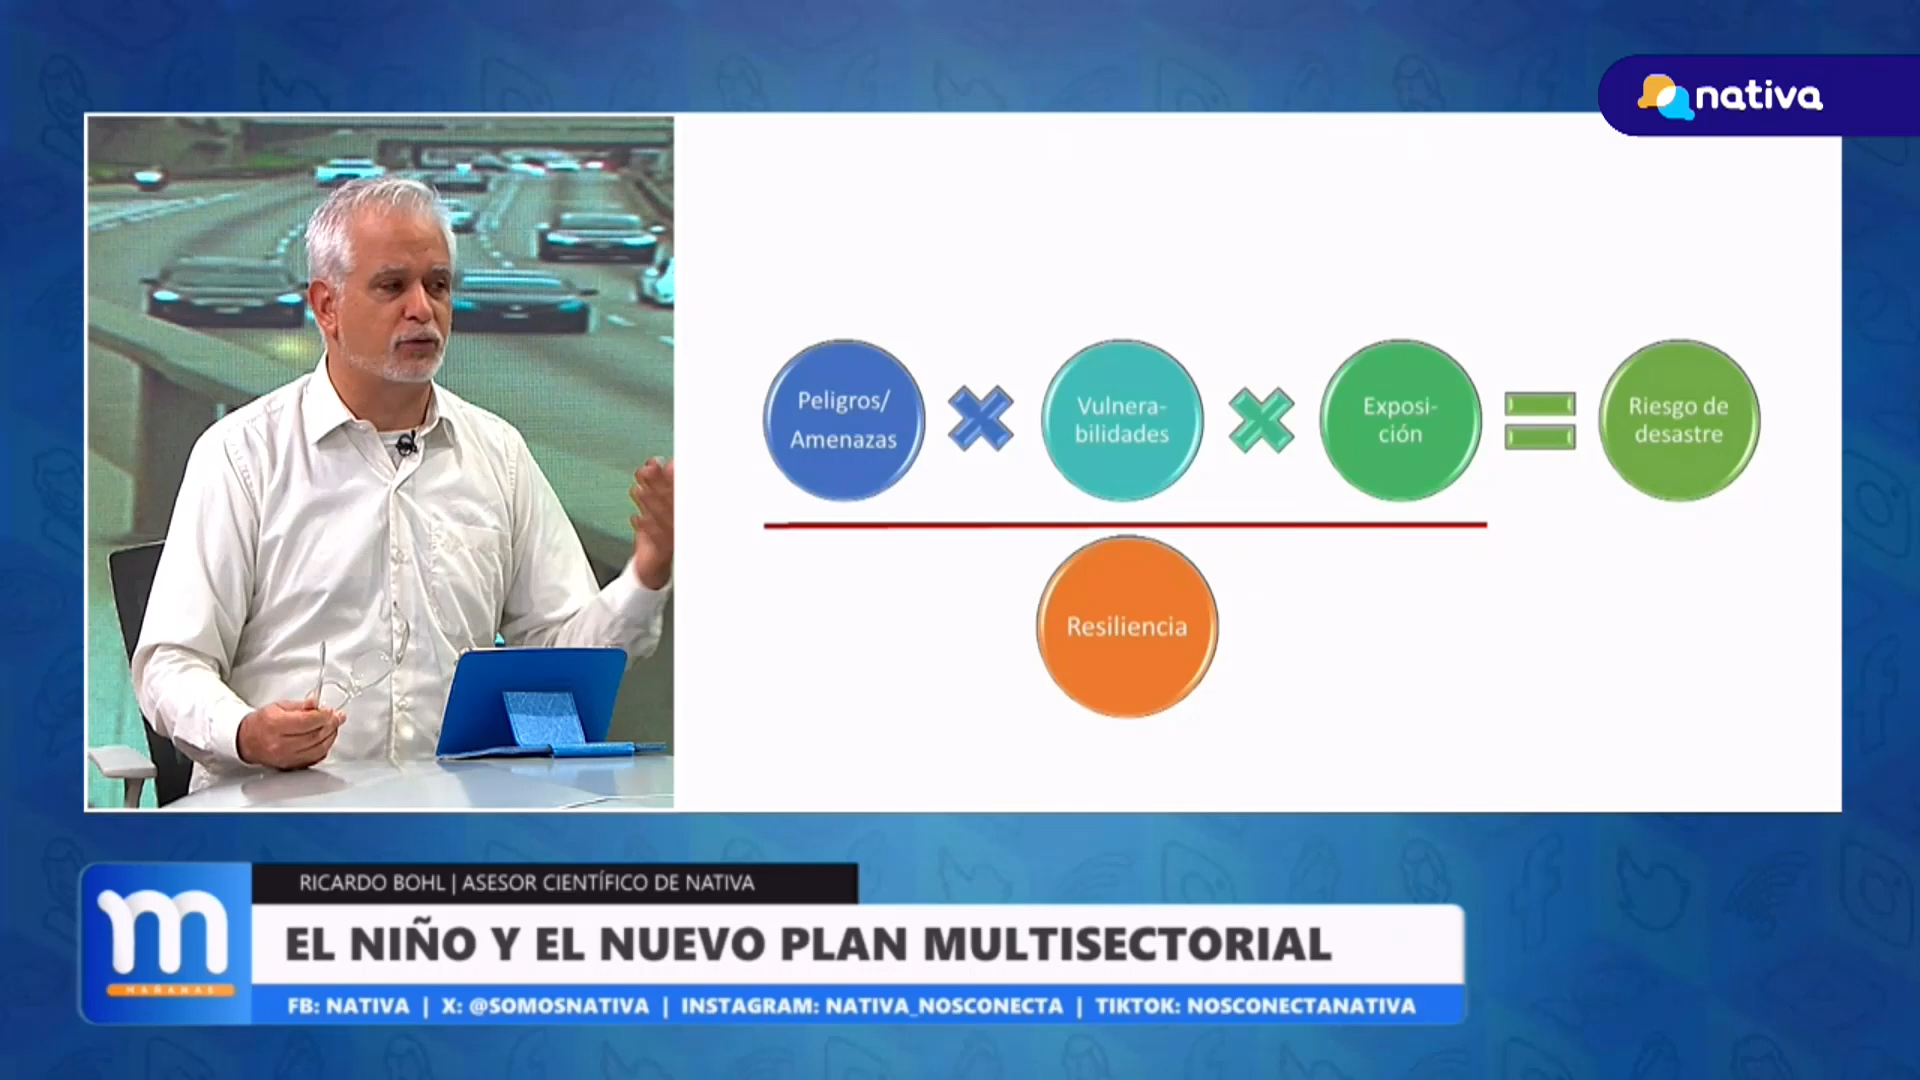 nativa
Peligros/
Amenazas
Vulnera-
bilidades
Exposi-
ción
Riesgo de
desastre
Resiliencia
RICARDO BOHL | ASESOR CIENTÍFICO DE NATIVA
EL NIÑO Y EL NUEVO PLAN MULTISECTORIAL
m
MAÑANAS
FB: NATIVA | X: @SOMOSNATIVA | INSTAGRAM: NATIVA_NOSCONECTA | TIKTOK: NOSCONECTANATIVA